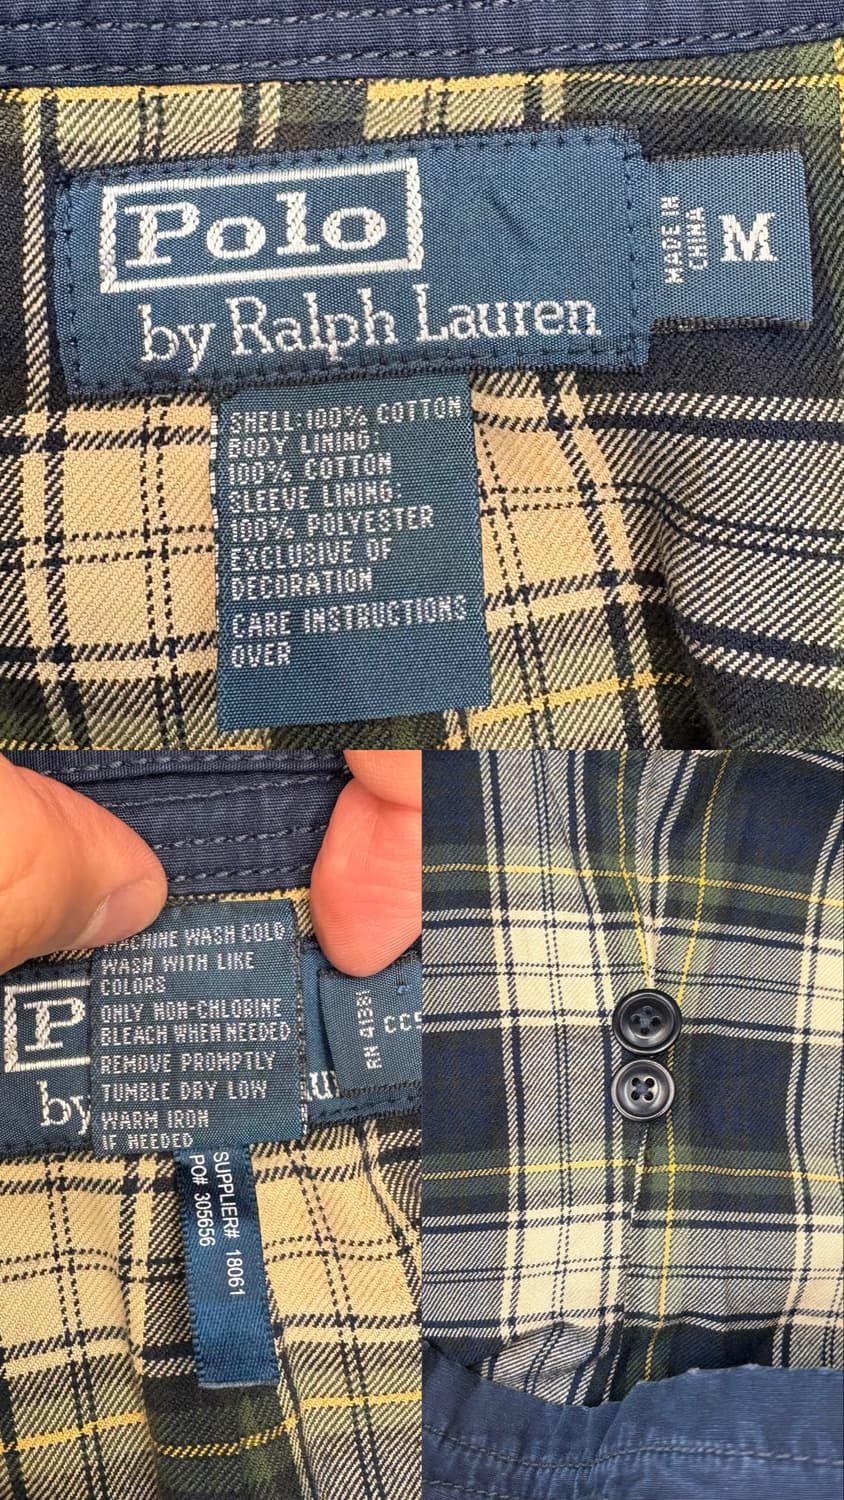 Polo
by Ralph Lauren
MADE IN
CHINA
M
SHELL:100% COTTON
BODY LINING:
100% COTTON
SLEEVE LINING:
100% POLYESTER
EXCLUSIVE OF
DECORATION
CARE INSTRUCTIONS
OVER
MACHINE WASH COLD
WASH WITH LIKE
COLORS
ONLY NON-CHLORINE
BLEACH WHEN NEEDED
REMOVE PROMPTLY
TUMBLE DRY LOW
WARM IRON
IF NEEDED
P
by
RN 41381
SUPPLIER# 18061
PO# 305656